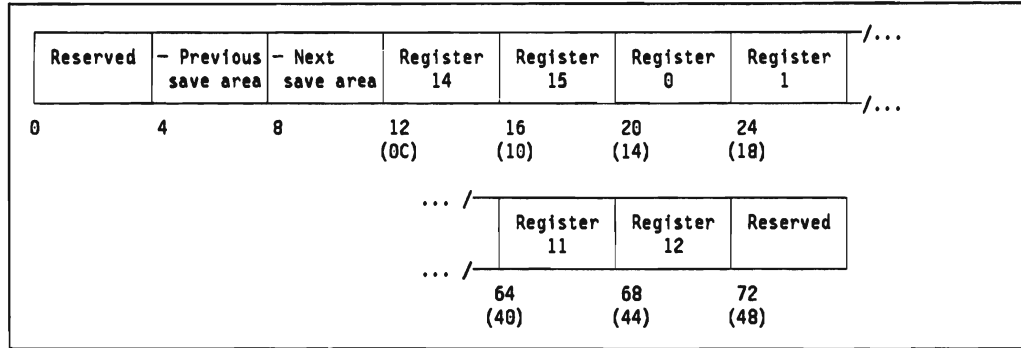 /...
Reserved – Previous – Next Register Register Register Register
save area save area 14 15 0 1
/...
0 4 8 12 16 20 24
(0C) (10) (14) (18)
... /
Register Register Reserved
11 12
... /
64 68 72
(40) (44) (48)